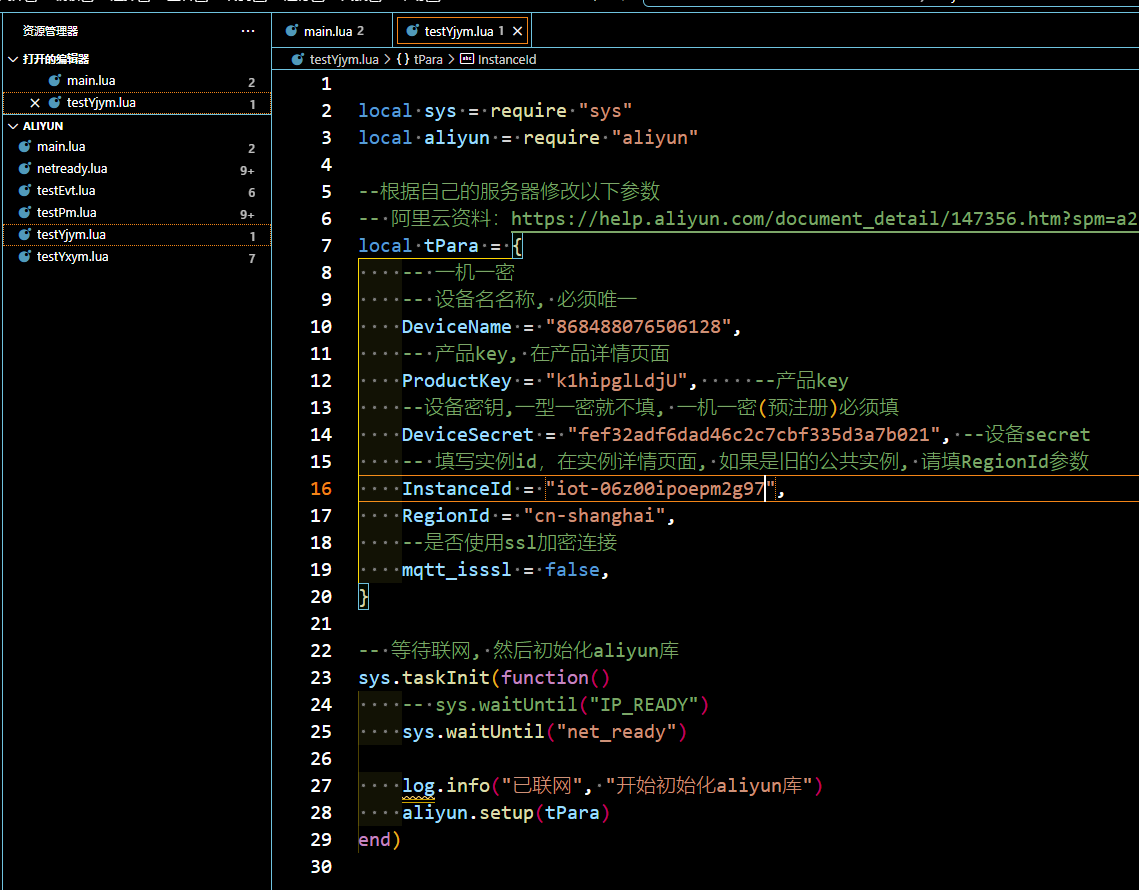 资源管理器 ...
打开的编辑器
main.lua 2
testYjym.lua 1
ALIYUN
main.lua 2
netready.lua 9+
testEvt.lua 6
testPm.lua 9+
testYjym.lua 1
testYxym.lua 7
main.lua 2 testYjym.lua 1
testYjym.lua > {} tPara > InstanceId
1
2 local sys = require "sys"
3 local aliyun = require "aliyun"
4
5 --根据自己的服务器修改以下参数
6 -- 阿里云资料：https://help.aliyun.com/document_detail/147356.htm?spm=a2
7 local tPara = {
8 -- 一机一密
9 -- 设备名名称, 必须唯一
10 DeviceName = "868488076506128",
11 -- 产品key, 在产品详情页面
12 ProductKey = "k1hipglLdjU", --产品key
13 --设备密钥,一型一密就不填, 一机一密(预注册)必须填
14 DeviceSecret = "fef32adf6dad46c2c7cbf335d3a7b021", --设备secret
15 -- 填写实例id，在实例详情页面, 如果是旧的公共实例, 请填RegionId参数
16 InstanceId = "iot-06z00ipoepm2g97",
17 RegionId = "cn-shanghai",
18 --是否使用ssl加密连接
19 mqtt_isssl = false,
20 }
21
22 -- 等待联网, 然后初始化aliyun库
23 sys.taskInit(function()
24 -- sys.waitUntil("IP_READY")
25 sys.waitUntil("net_ready")
26
27 log.info("已联网", "开始初始化aliyun库")
28 aliyun.setup(tPara)
29 end)
30